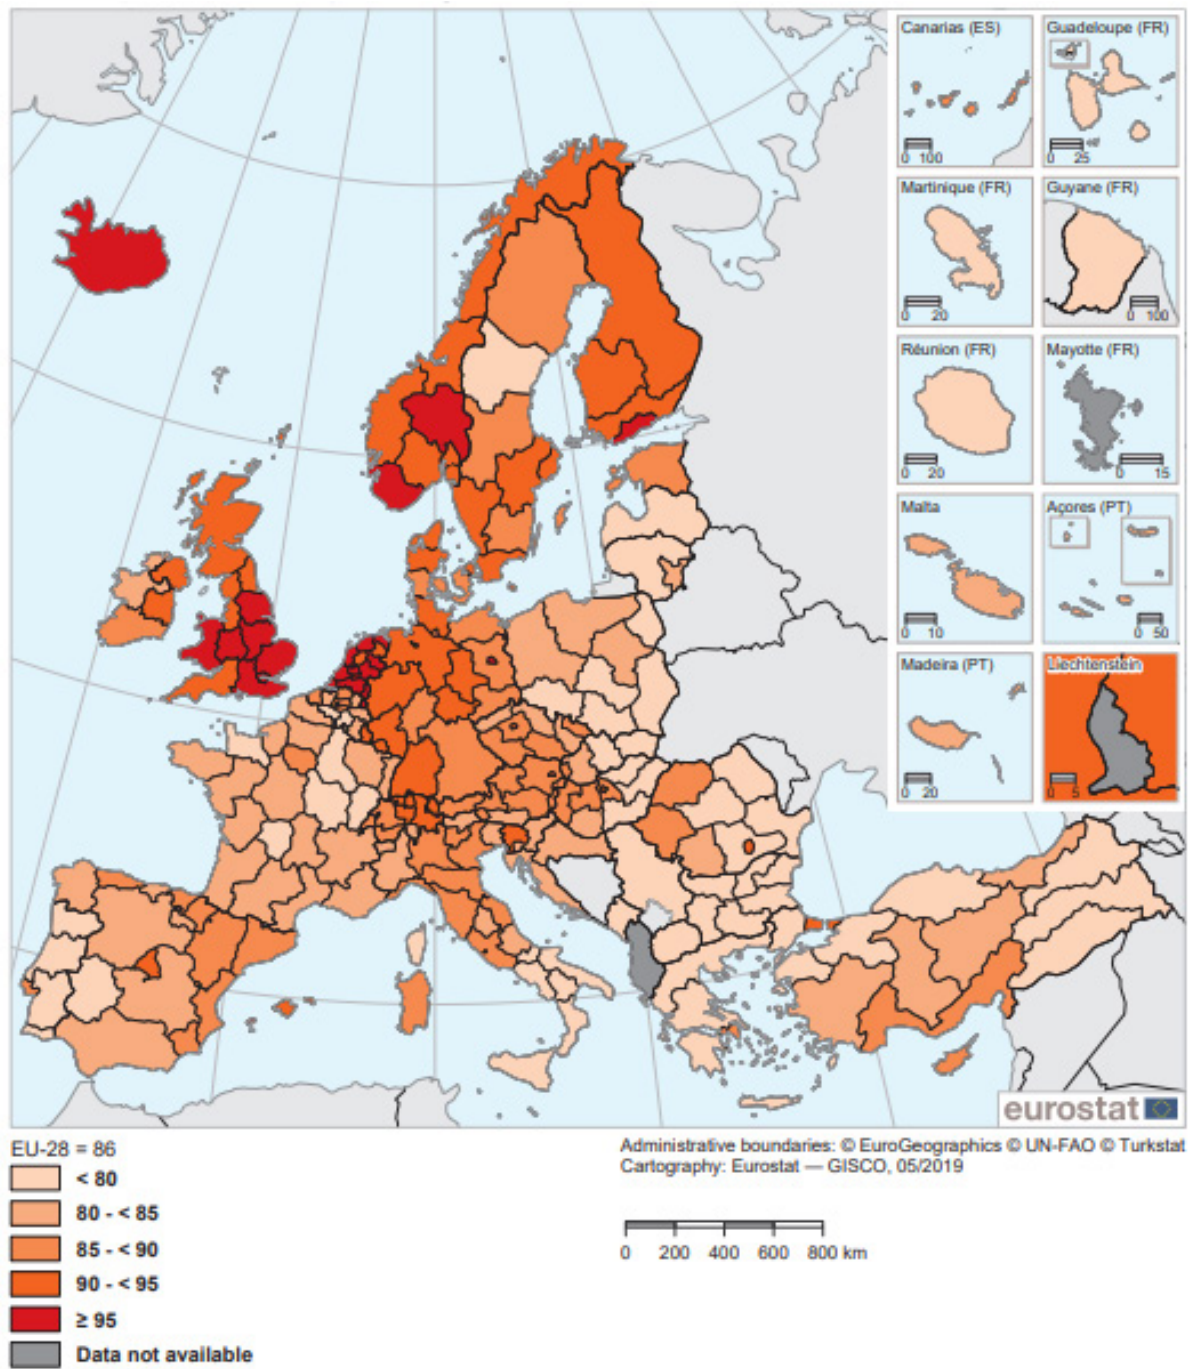 Canarias (ES)
0 100
Guadeloupe (FR)
0 25
Martinique (FR)
0 20
Guyane (FR)
0 100
Réunion (FR)
0 20
Mayotte (FR)
0 15
Malta
0 10
Açores (PT)
0 50
Madeira (PT)
0 20
Liechtenstein
0 5
eurostat
EU-28 = 86
< 80
80 - < 85
85 - < 90
90 - < 95
≥ 95
Data not available
Administrative boundaries: © EuroGeographics © UN-FAO © Turkstat
Cartography: Eurostat — GISCO, 05/2019
0 200 400 600 800 km